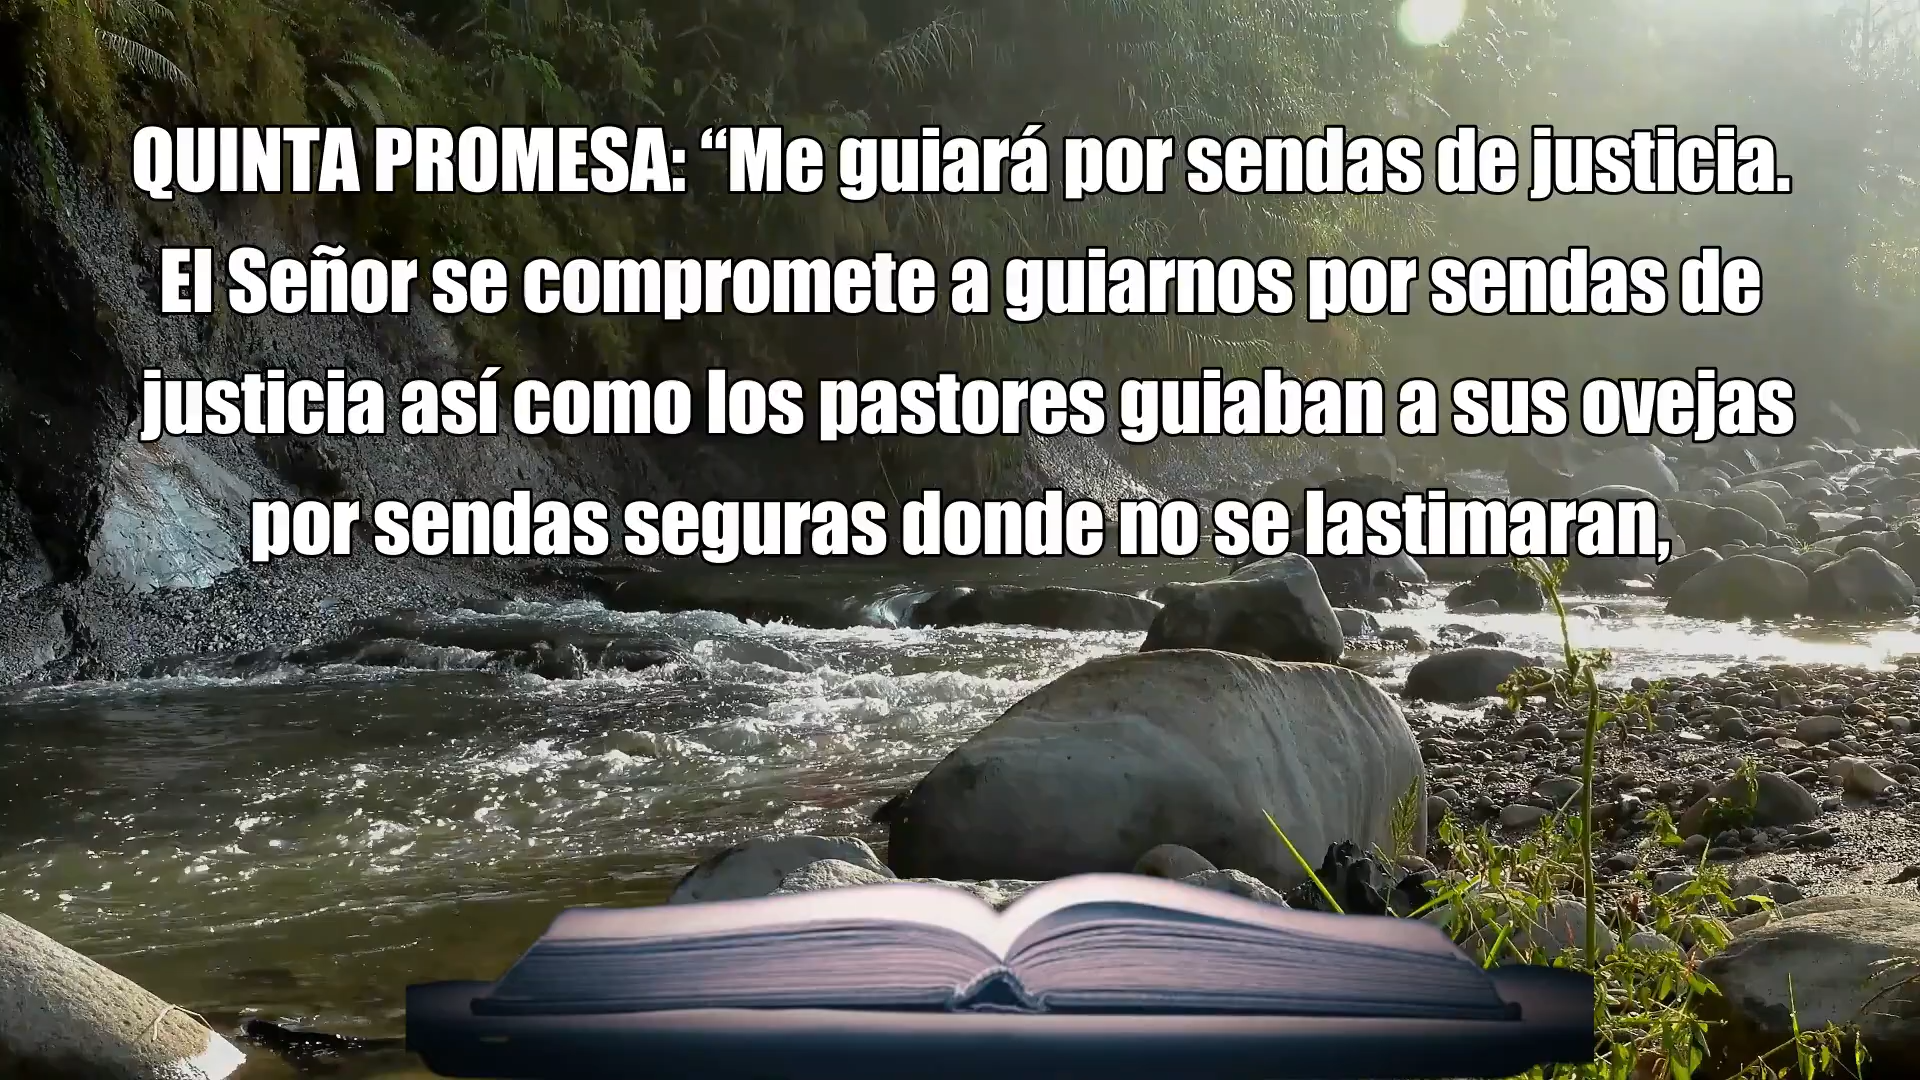 QUINTA PROMESA: “Me guiará por sendas de justicia.
El Señor se compromete a guiarnos por sendas de
justicia así como los pastores guiaban a sus ovejas
por sendas seguras donde no se lastimaran,